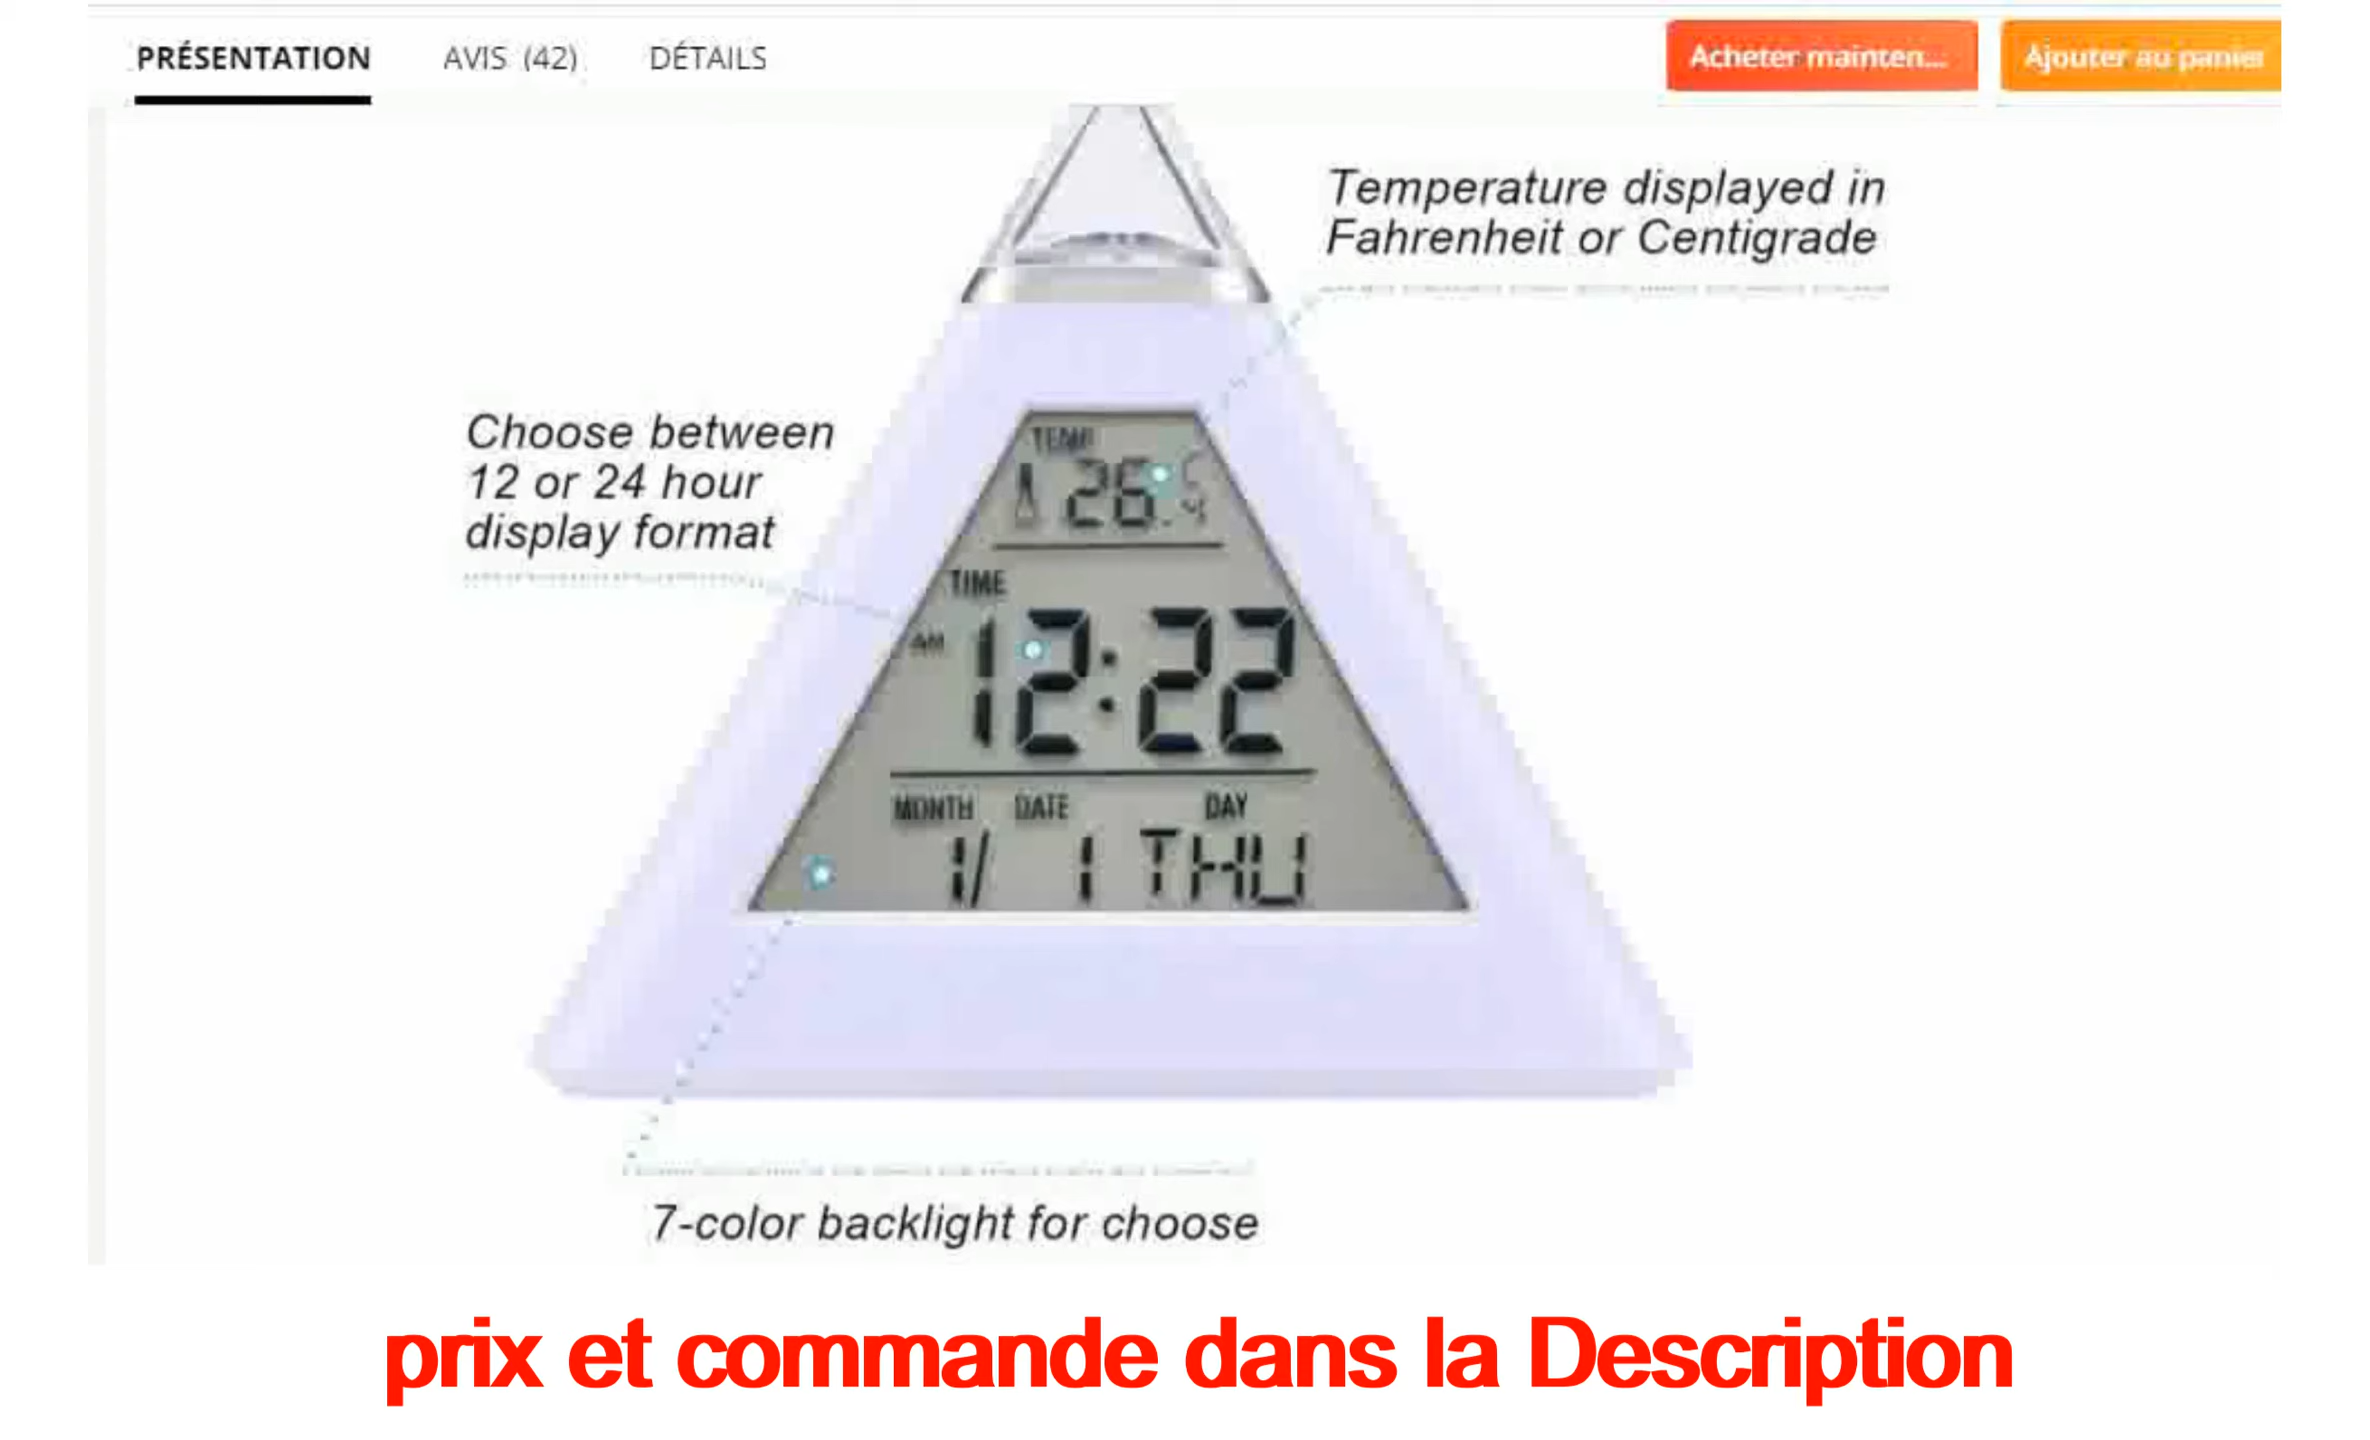 PRÉSENTATION AVIS (42) DÉTAILS Acheter mainten... Ajouter au panier
Temperature displayed in
Fahrenheit or Centigrade
Choose between
12 or 24 hour
display format
TEMP
26.
TIME
AM 12:22
MONTH DATE DAY
1/ 1 THU
7-color backlight for choose
prix et commande dans la Description